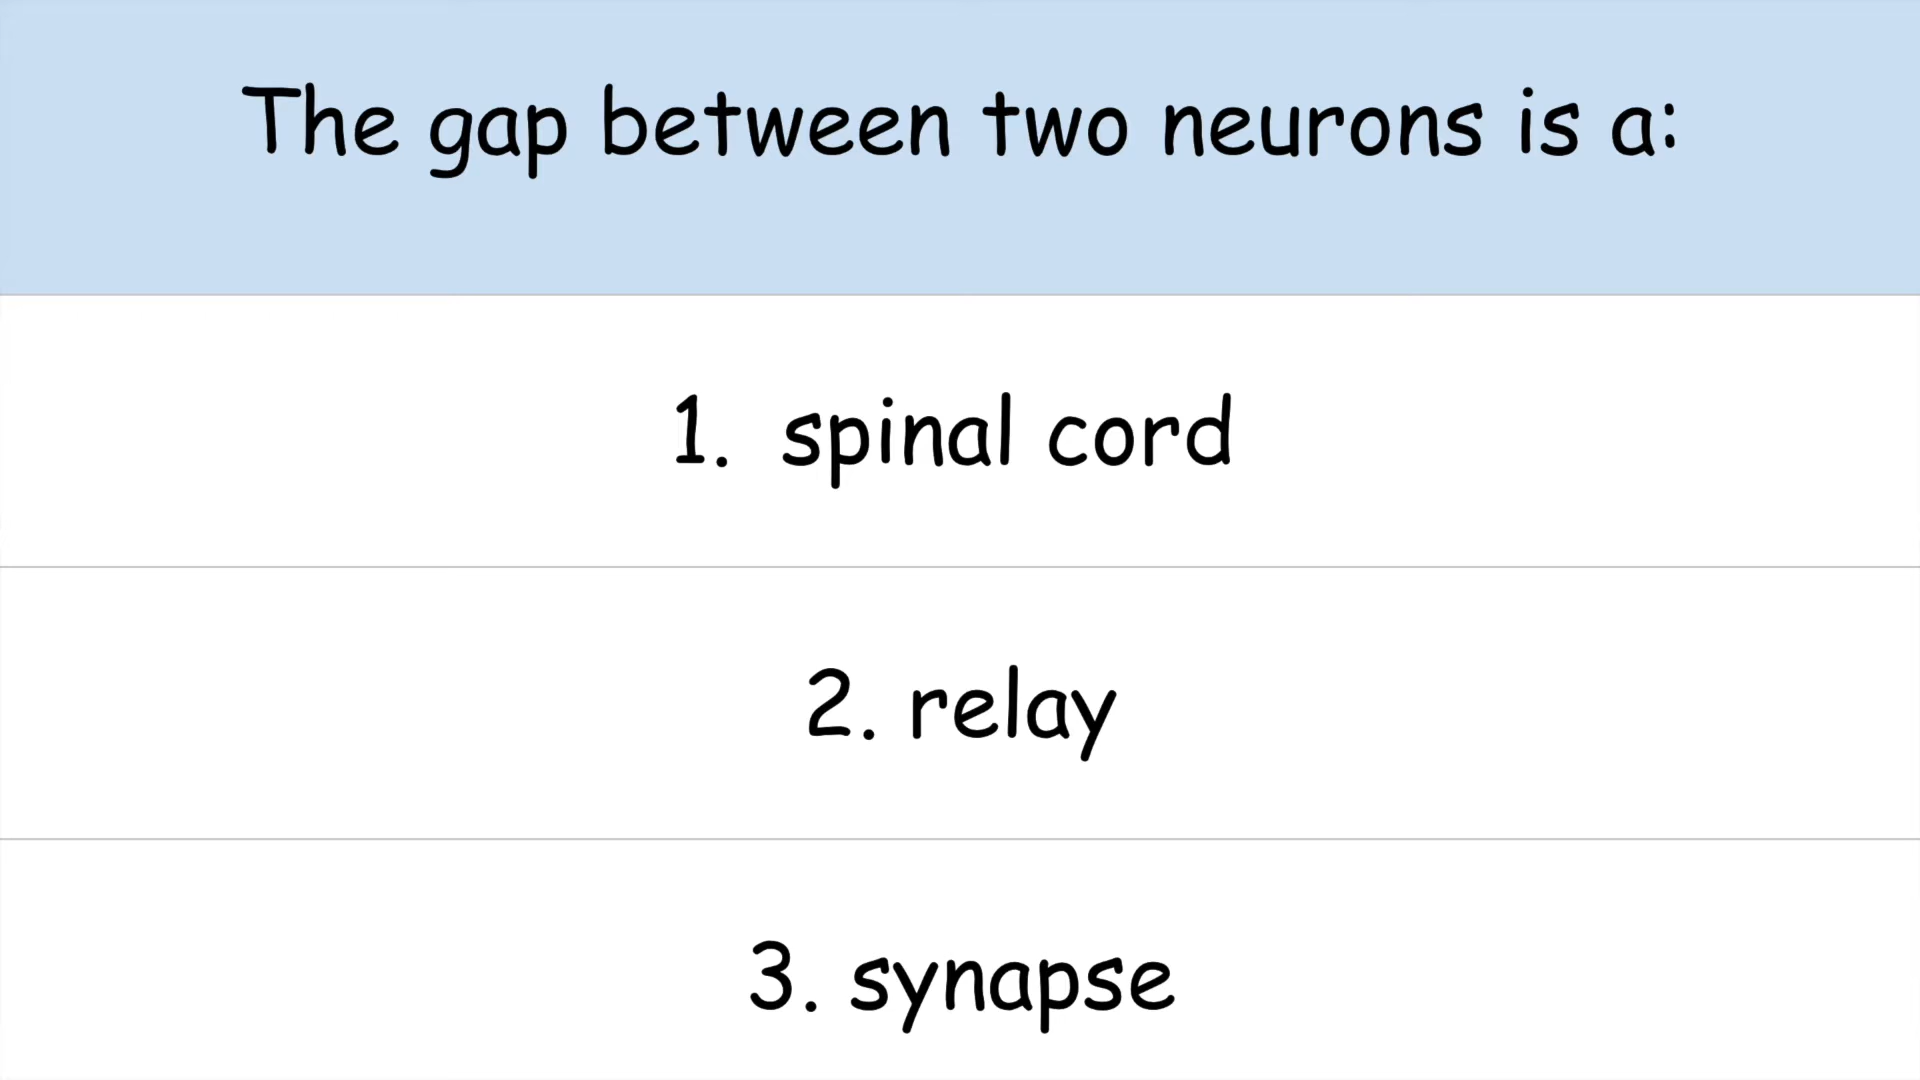 The gap between two neurons is a:
1. spinal cord
2. relay
3. synapse